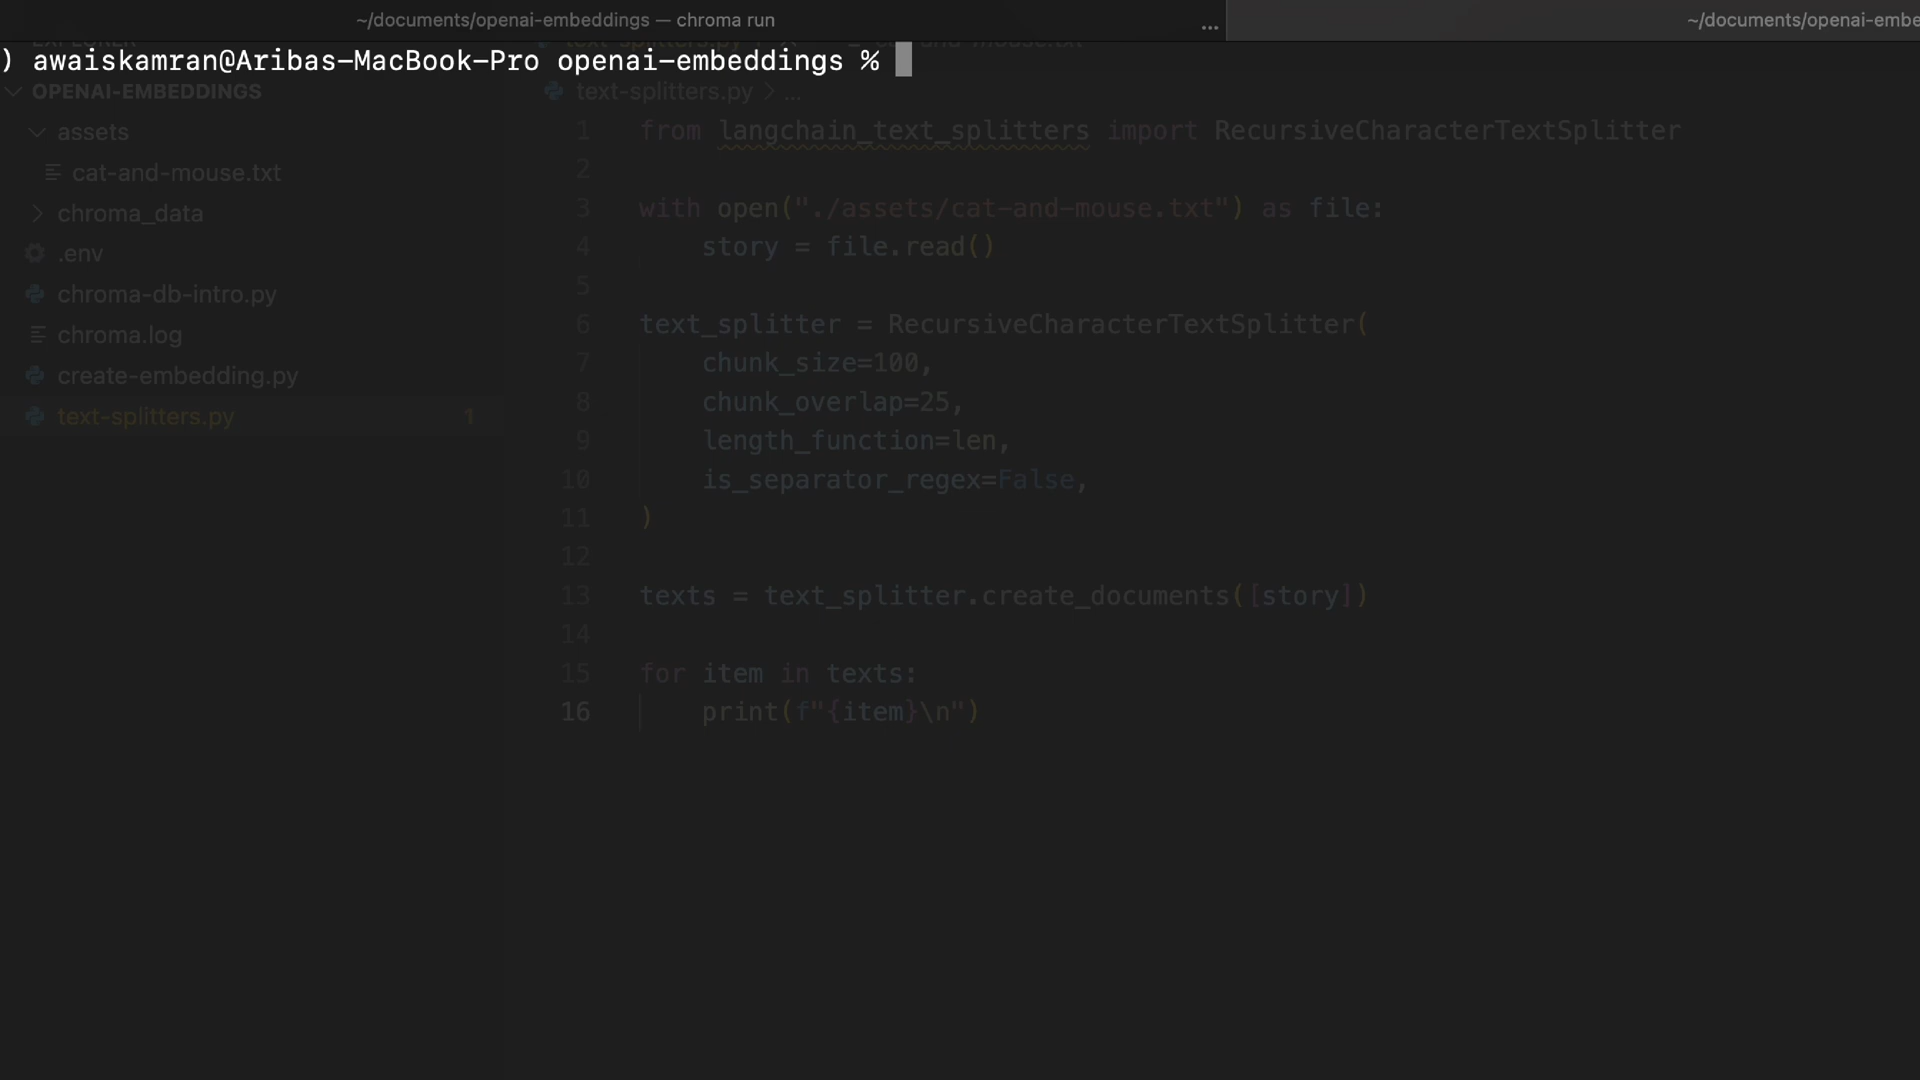 ~/documents/openai-embeddings — chroma run
...
~/documents/openai-embe
EXPLORER
) awaiskamran@Aribas-MacBook-Pro openai-embeddings %
OPENAI-EMBEDDINGS
assets
cat-and-mouse.txt
chroma_data
.env
chroma-db-intro.py
chroma.log
create-embedding.py
text-splitters.py 1
text-splitters.py > ...
1 from langchain_text_splitters import RecursiveCharacterTextSplitter
2
3 with open("./assets/cat-and-mouse.txt") as file:
4 story = file.read()
5
6 text_splitter = RecursiveCharacterTextSplitter(
7 chunk_size=100,
8 chunk_overlap=25,
9 length_function=len,
10 is_separator_regex=False,
11 )
12
13 texts = text_splitter.create_documents([story])
14
15 for item in texts:
16 print(f"{item}\n")